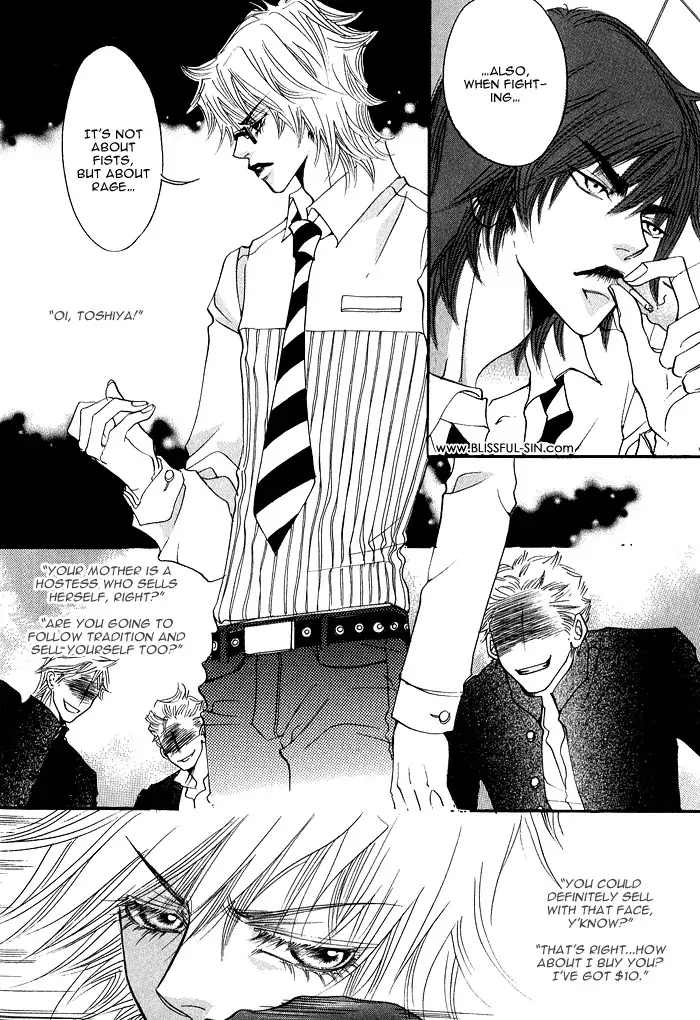 ...ALSO,
WHEN FIGHT-
ING...
IT'S NOT
ABOUT
FISTS,
BUT ABOUT
RAGE...
"OI, TOSHIYA!"
WWW.BLISSFUL-SIN.com
"YOUR MOTHER IS A
HOSTESS WHO SELLS
HERSELF, RIGHT?"
"ARE YOU GOING TO
FOLLOW TRADITION AND
SELL YOURSELF TOO?"
"YOU COULD
DEFINITELY SELL
WITH THAT FACE,
Y'KNOW?"
"THAT'S RIGHT...HOW
ABOUT I BUY YOU?
I'VE GOT $10."